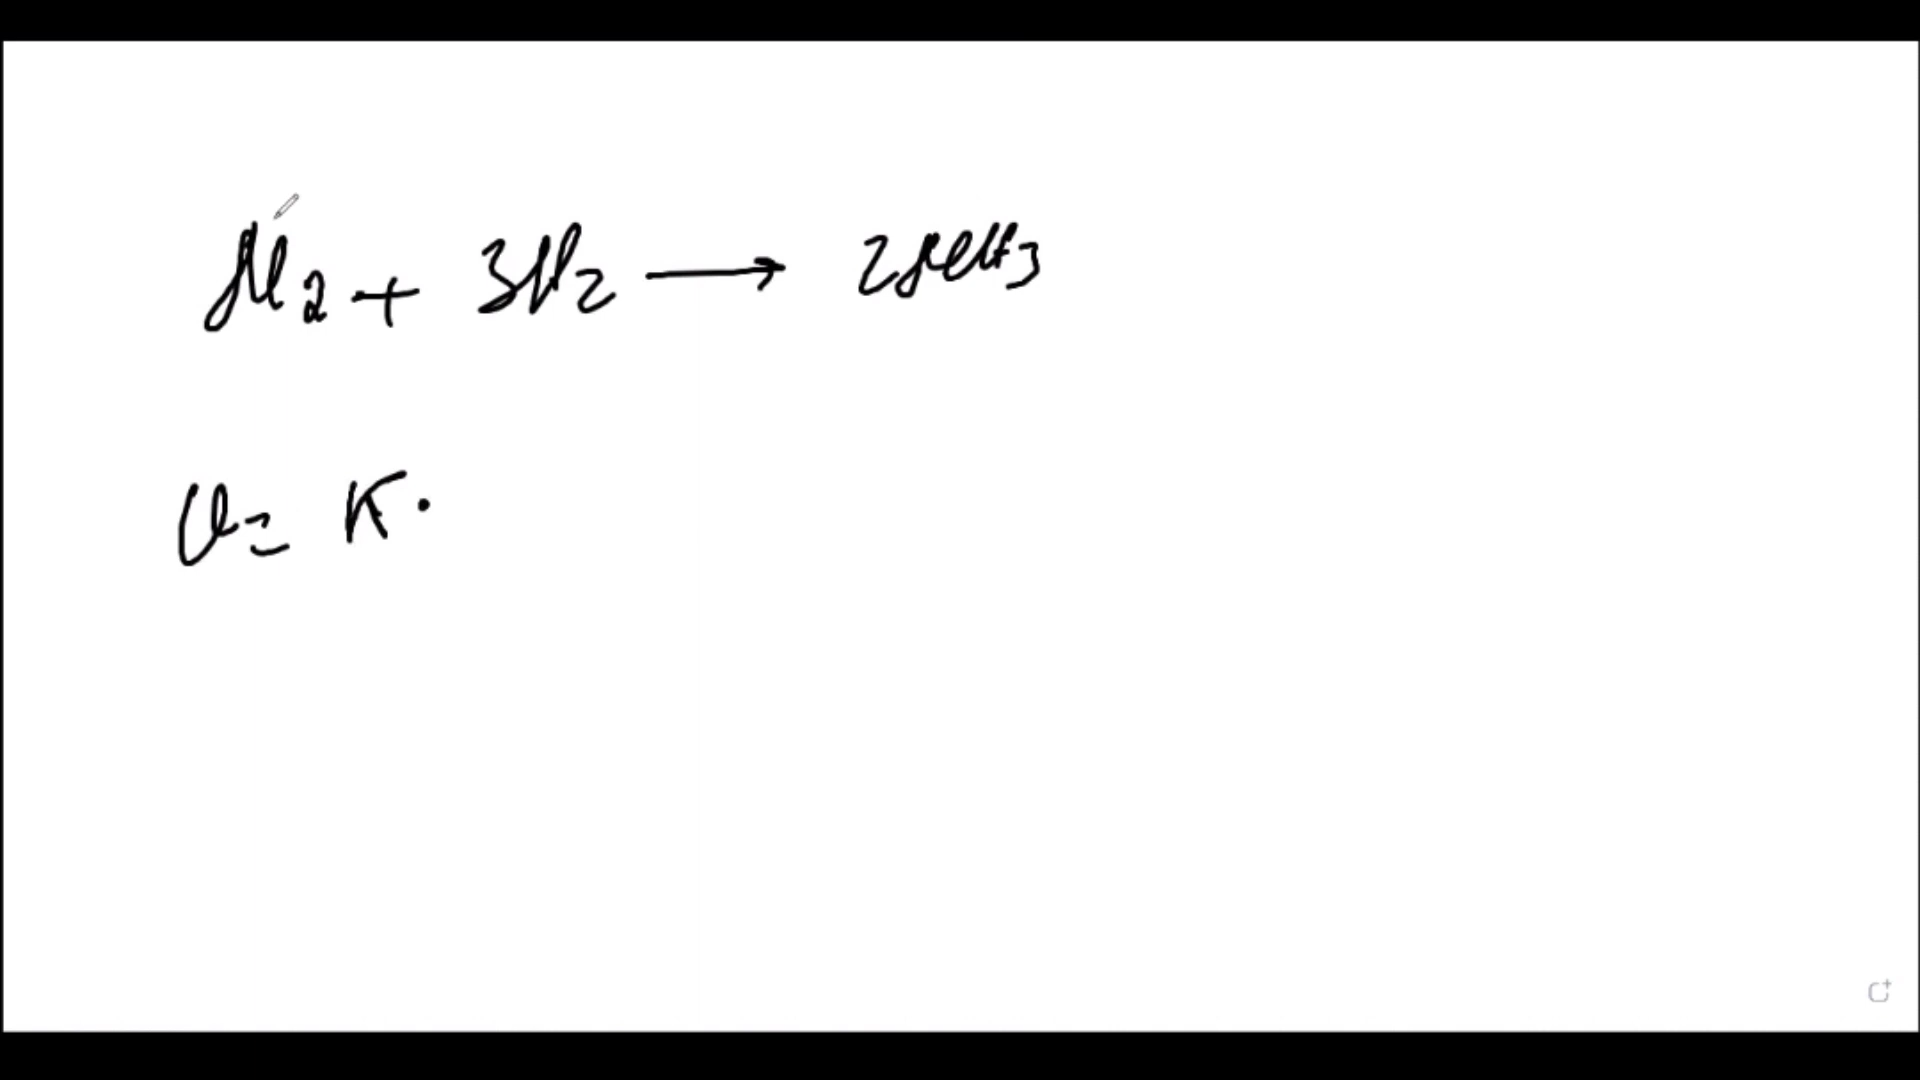 N₂ + 3H₂ → 2NH₃
υ = K ·